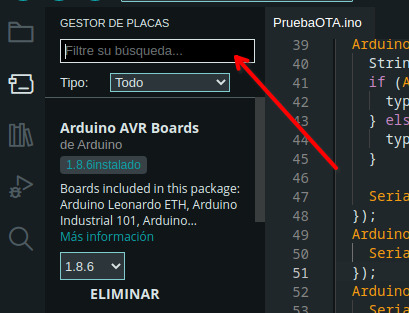 GESTOR DE PLACAS
Filtre su búsqueda...
Tipo:
Todo
Arduino AVR Boards
de Arduino
1.8.6instalado
Boards included in this package:
Arduino Leonardo ETH, Arduino
Industrial 101, Arduino...
Más información
1.8.6
ELIMINAR
PruebaOTA.ino
39 Arduino
40 String
41 if (A
42 typ
43 } els
44 typ
45 }
46
47 Seria
48 });
49 Arduino
50 Seria
51 });
52 Arduino
53 Seria